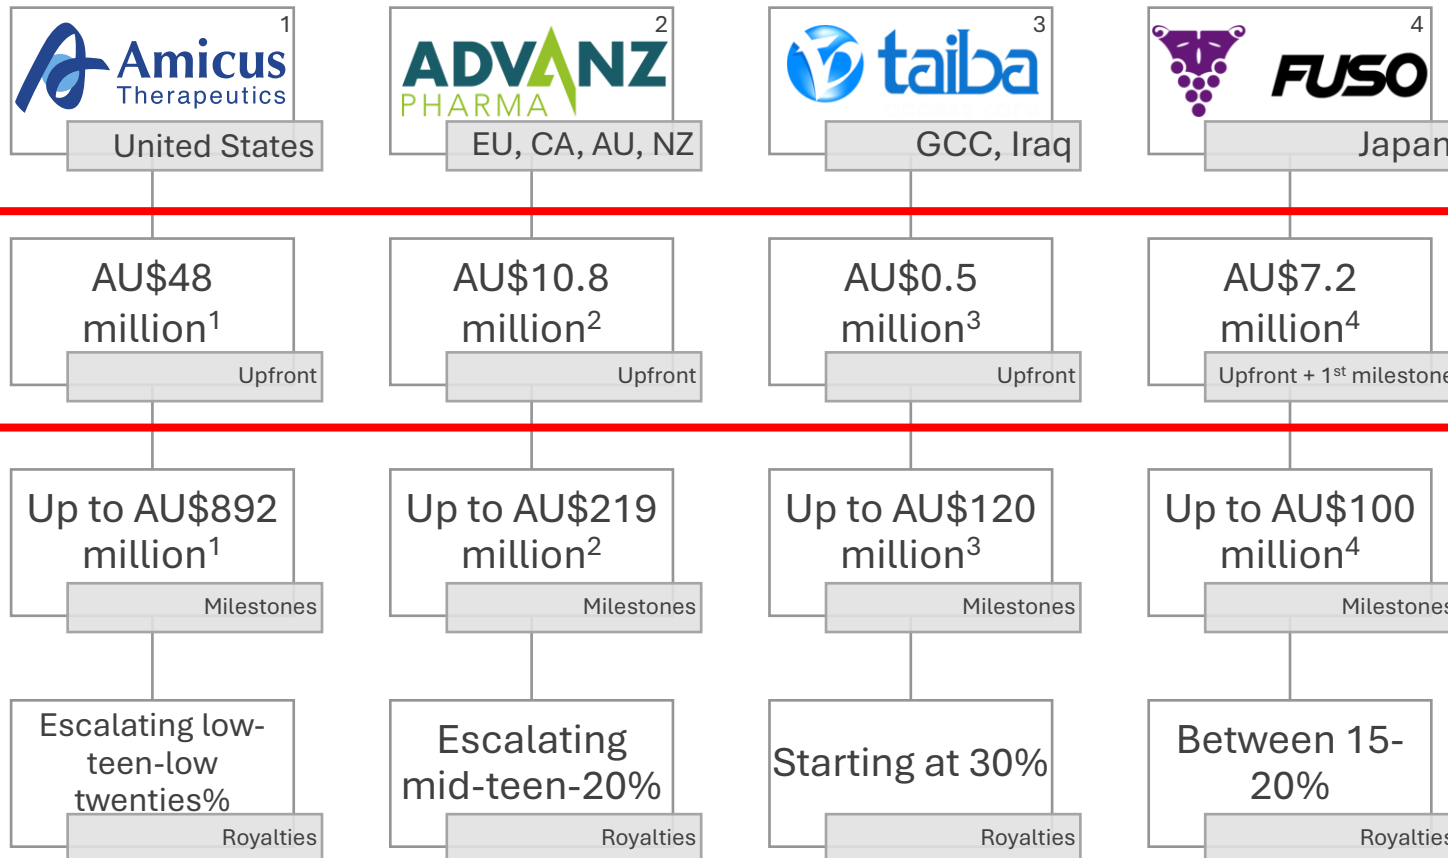 1
Amicus
Therapeutics
United States
2
ADVANZ
PHARMA
EU, CA, AU, NZ
3
taiba
GCC, Iraq
4
FUSO
Japan
AU$48
million¹
Upfront
AU$10.8
million²
Upfront
AU$0.5
million³
Upfront
AU$7.2
million⁴
Upfront + 1ˢᵗ milestone
Up to AU$892
million¹
Milestones
Up to AU$219
million²
Milestones
Up to AU$120
million³
Milestones
Up to AU$100
million⁴
Milestones
Escalating low-
teen-low
twenties%
Royalties
Escalating
mid-teen-20%
Royalties
Starting at 30%
Royalties
Between 15-
20%
Royalties